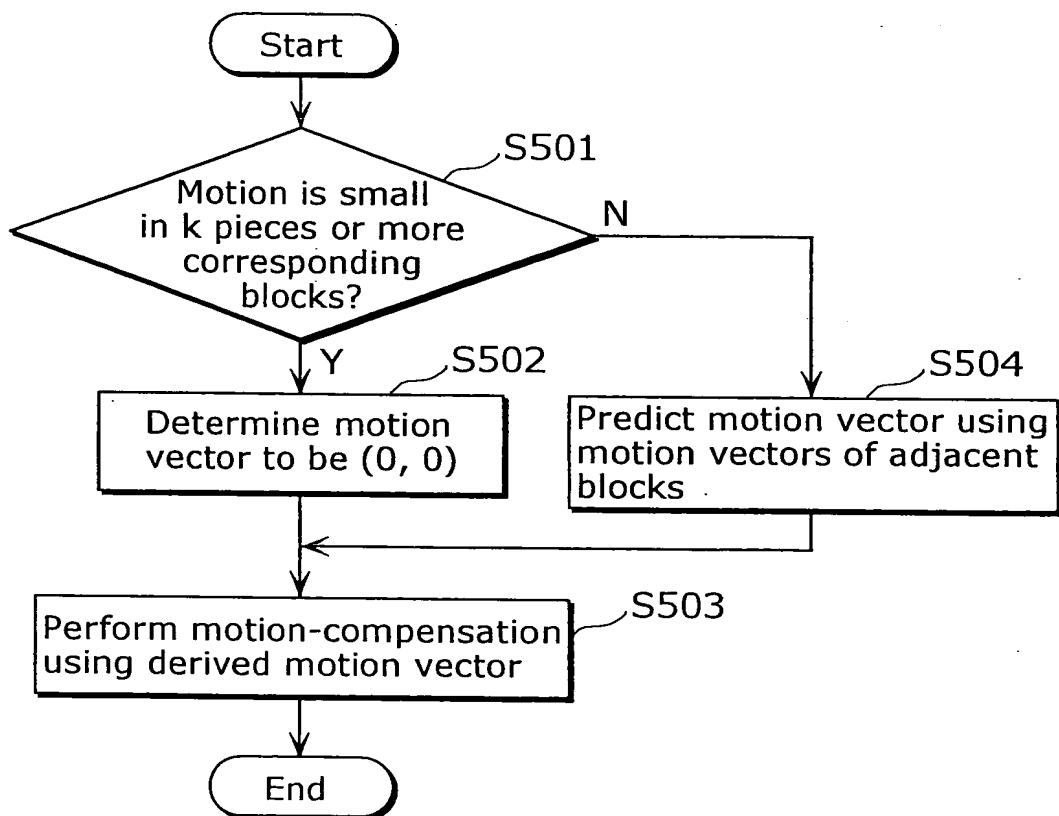 Start
S501
Motion is small
in k pieces or more
corresponding
blocks?
N
Y
S502
Determine motion
vector to be (0, 0)
S504
Predict motion vector using
motion vectors of adjacent
blocks
S503
Perform motion-compensation
using derived motion vector
End